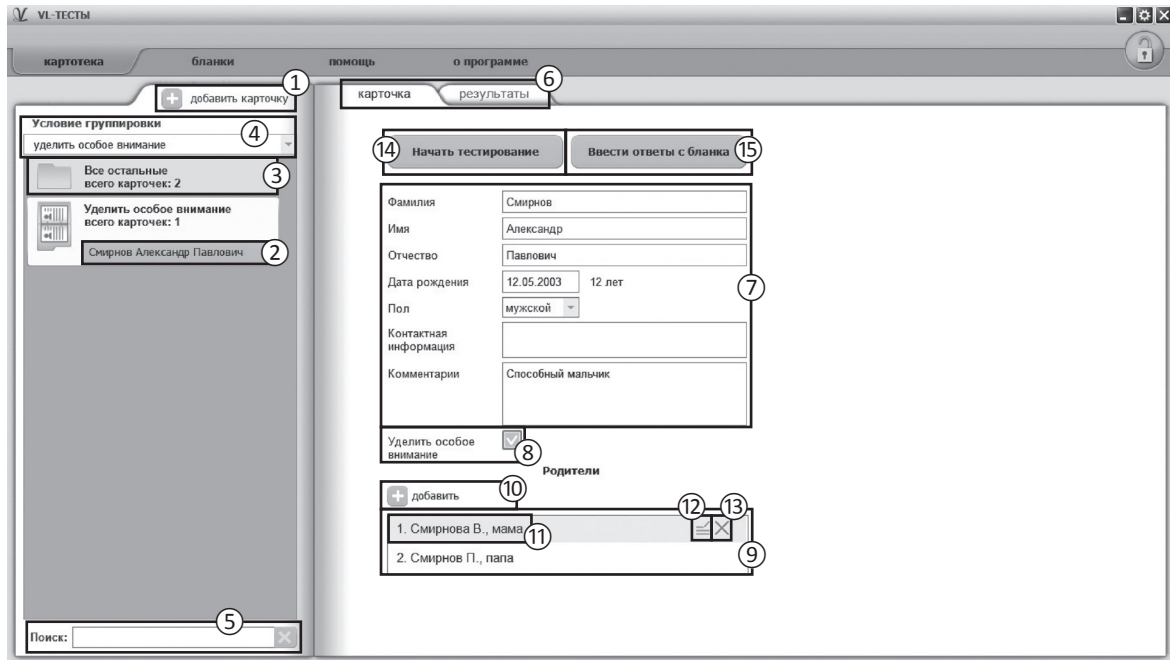 VL-ТЕСТЫ
картотека бланки помощь о программе
1
добавить карточку
Условие группировки
4
уделить особое внимание
Все остальные
всего карточек: 2
3
Уделить особое внимание
всего карточек: 1
Смирнов Александр Павлович
2
5
Поиск:
6
карточка результаты
14 Начать тестирование Ввести ответы с бланка 15
Фамилия Смирнов
Имя Александр
Отчество Павлович
Дата рождения 12.05.2003 12 лет
7
Пол мужской
Контактная
информация
Комментарии Способный мальчик
Уделить особое
внимание
8
Родители
добавить
10
12 13
1. Смирнова В., мама
11
9
2. Смирнов П., папа